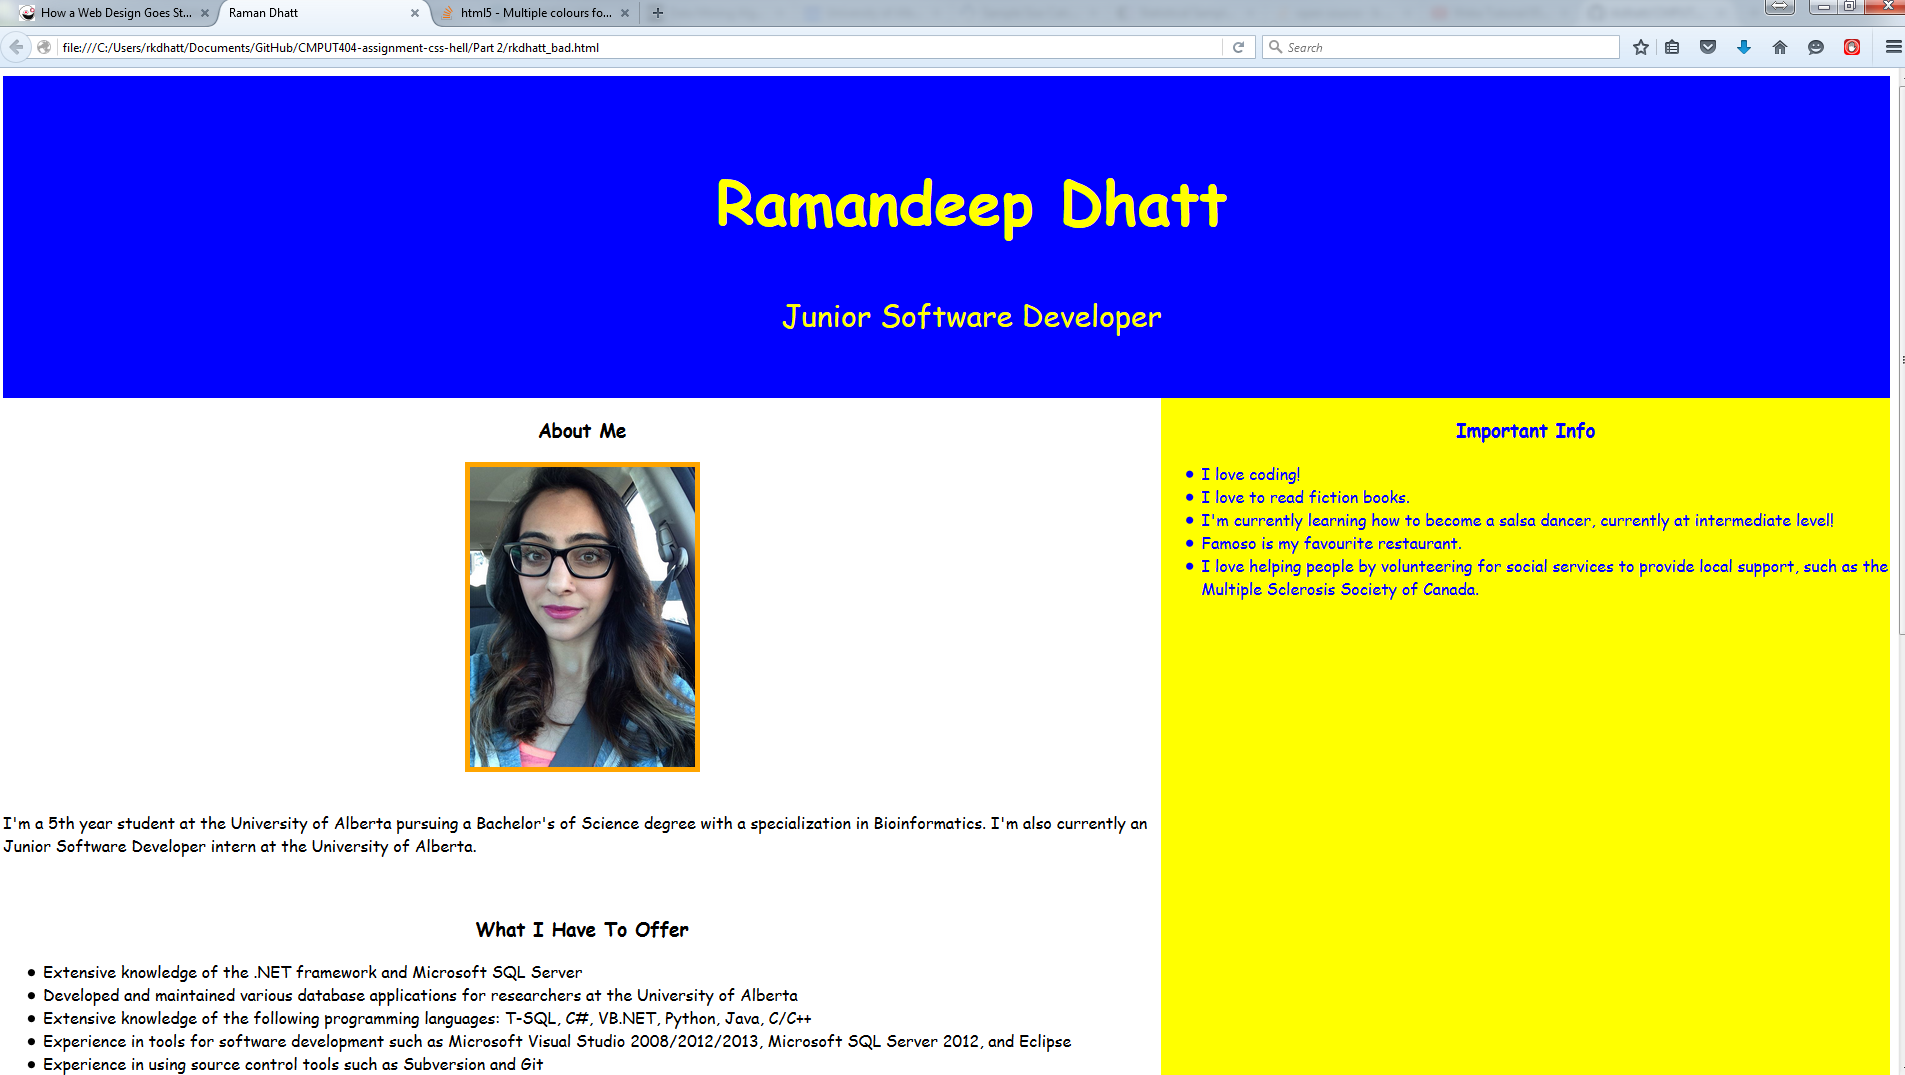 How a Web Design Goes St...
Raman Dhatt
html5 - Multiple colours fo...
file:///C:/Users/rkdhatt/Documents/GitHub/CMPUT404-assignment-css-hell/Part 2/rkdhatt_bad.html
Search
Ramandeep Dhatt
Junior Software Developer
About Me
I'm a 5th year student at the University of Alberta pursuing a Bachelor's of Science degree with a specialization in Bioinformatics. I'm also currently an
Junior Software Developer intern at the University of Alberta.
What I Have To Offer
• Extensive knowledge of the .NET framework and Microsoft SQL Server
• Developed and maintained various database applications for researchers at the University of Alberta
• Extensive knowledge of the following programming languages: T-SQL, C#, VB.NET, Python, Java, C/C++
• Experience in tools for software development such as Microsoft Visual Studio 2008/2012/2013, Microsoft SQL Server 2012, and Eclipse
• Experience in using source control tools such as Subversion and Git
Important Info
• I love coding!
• I love to read fiction books.
• I'm currently learning how to become a salsa dancer, currently at intermediate level!
• Famoso is my favourite restaurant.
• I love helping people by volunteering for social services to provide local support, such as the
Multiple Sclerosis Society of Canada.